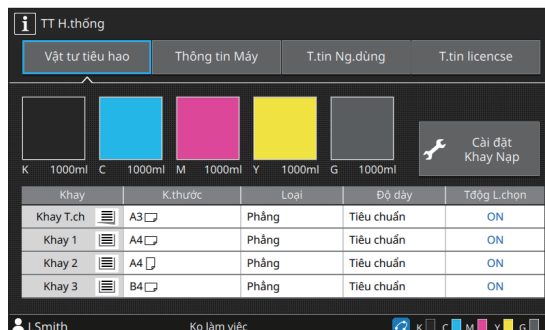 i TT H.thống
Vật tư tiêu hao Thông tin Máy T.tin Ng.dùng T.tin licencse
K 1000ml C 1000ml M 1000ml Y 1000ml G 1000ml
Cài đặt
Khay Nạp
Khay K.thước Loại Độ dày Tđộg L.chọn
Khay T.ch A3 Phẳng Tiêu chuẩn ON
Khay 1 A4 Phẳng Tiêu chuẩn ON
Khay 2 A4 Phẳng Tiêu chuẩn ON
Khay 3 B4 Phẳng Tiêu chuẩn ON
J.Smith Ko làm việc K C M Y G